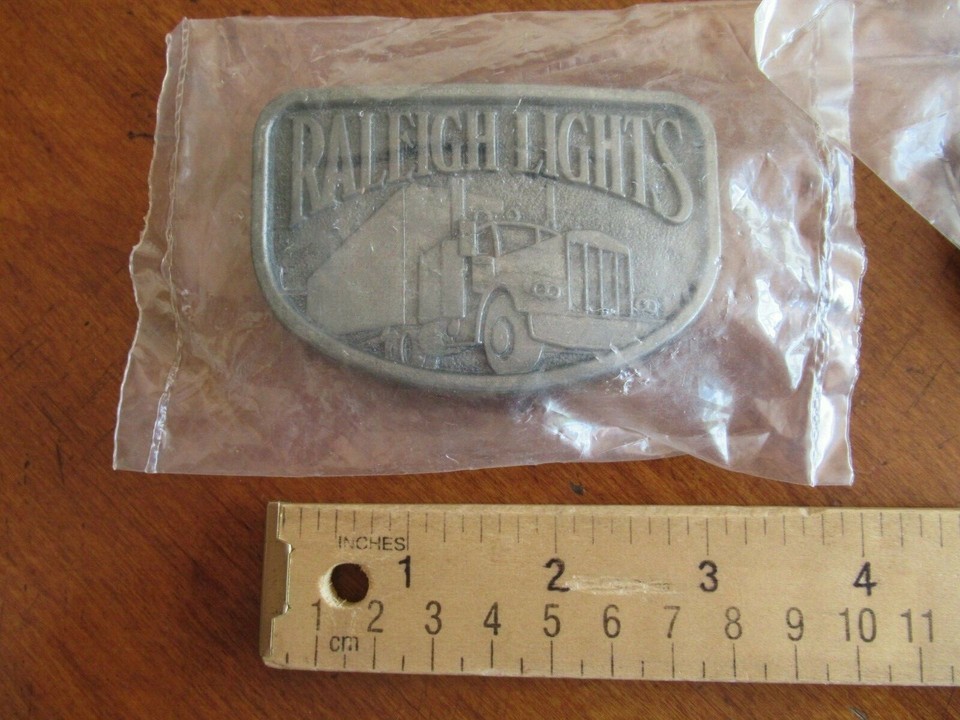 RALEIGH LIGHTS
INCHES
1 2 3 4
1 2 3 4 5 6 7 8 9 10 11
cm